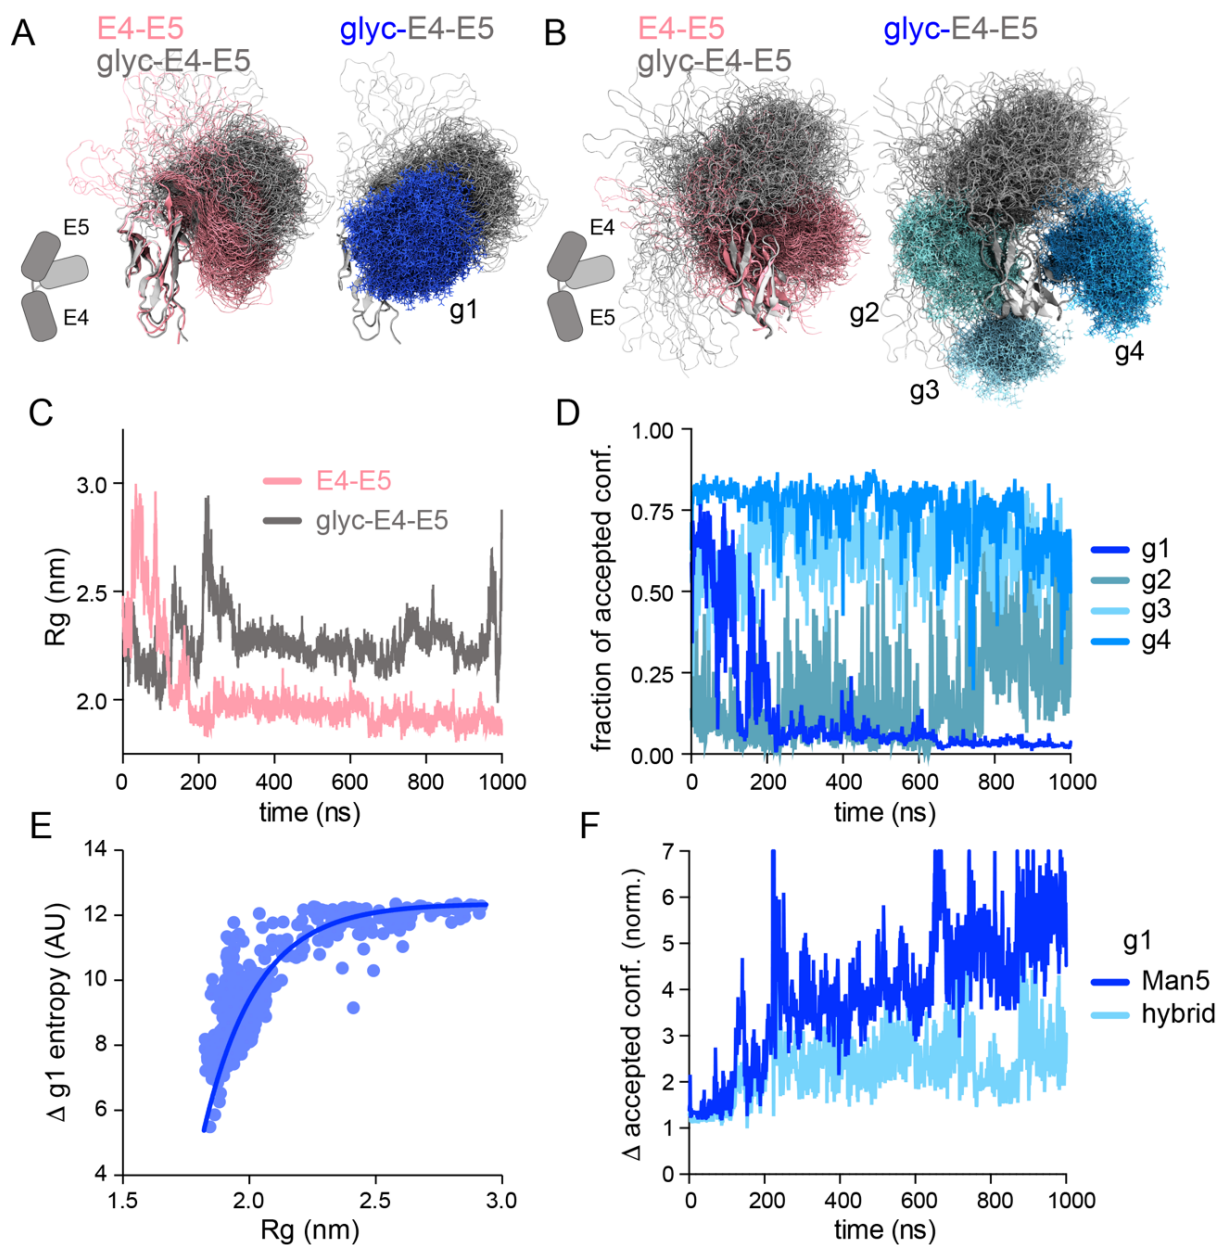 A
E4-E5
glyc-E4-E5
glyc-E4-E5
E5
E4
g1
B
E4-E5
glyc-E4-E5
glyc-E4-E5
E4
E5
g2
g3
g4
C
Rg (nm)
3.0
2.5
2.0
E4-E5
glyc-E4-E5
0 200 400 600 800 1000
time (ns)
D
fraction of accepted conf.
1.00
0.75
0.50
0.25
0.00
g1
g2
g3
g4
0 200 400 600 800 1000
time (ns)
E
Δ g1 entropy (AU)
14
12
10
8
6
4
1.5 2.0 2.5 3.0
Rg (nm)
F
Δ accepted conf. (norm.)
7
6
5
4
3
2
1
0
g1
Man5
hybrid
0 200 400 600 800 1000
time (ns)